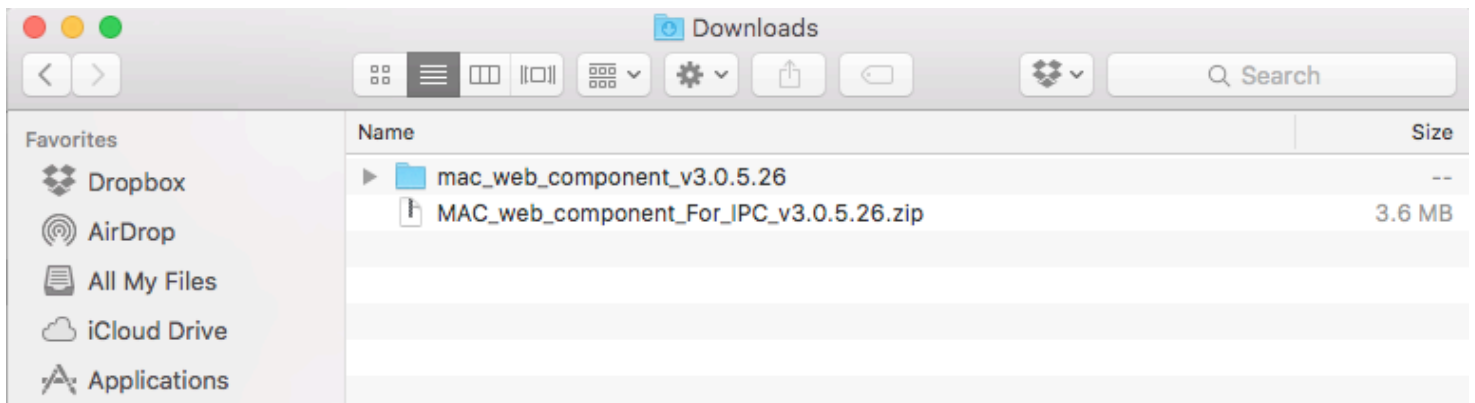 Downloads
Search
Favorites
Dropbox
AirDrop
All My Files
iCloud Drive
Applications
Name
Size
mac_web_component_v3.0.5.26
--
MAC_web_component_For_IPC_v3.0.5.26.zip
3.6 MB